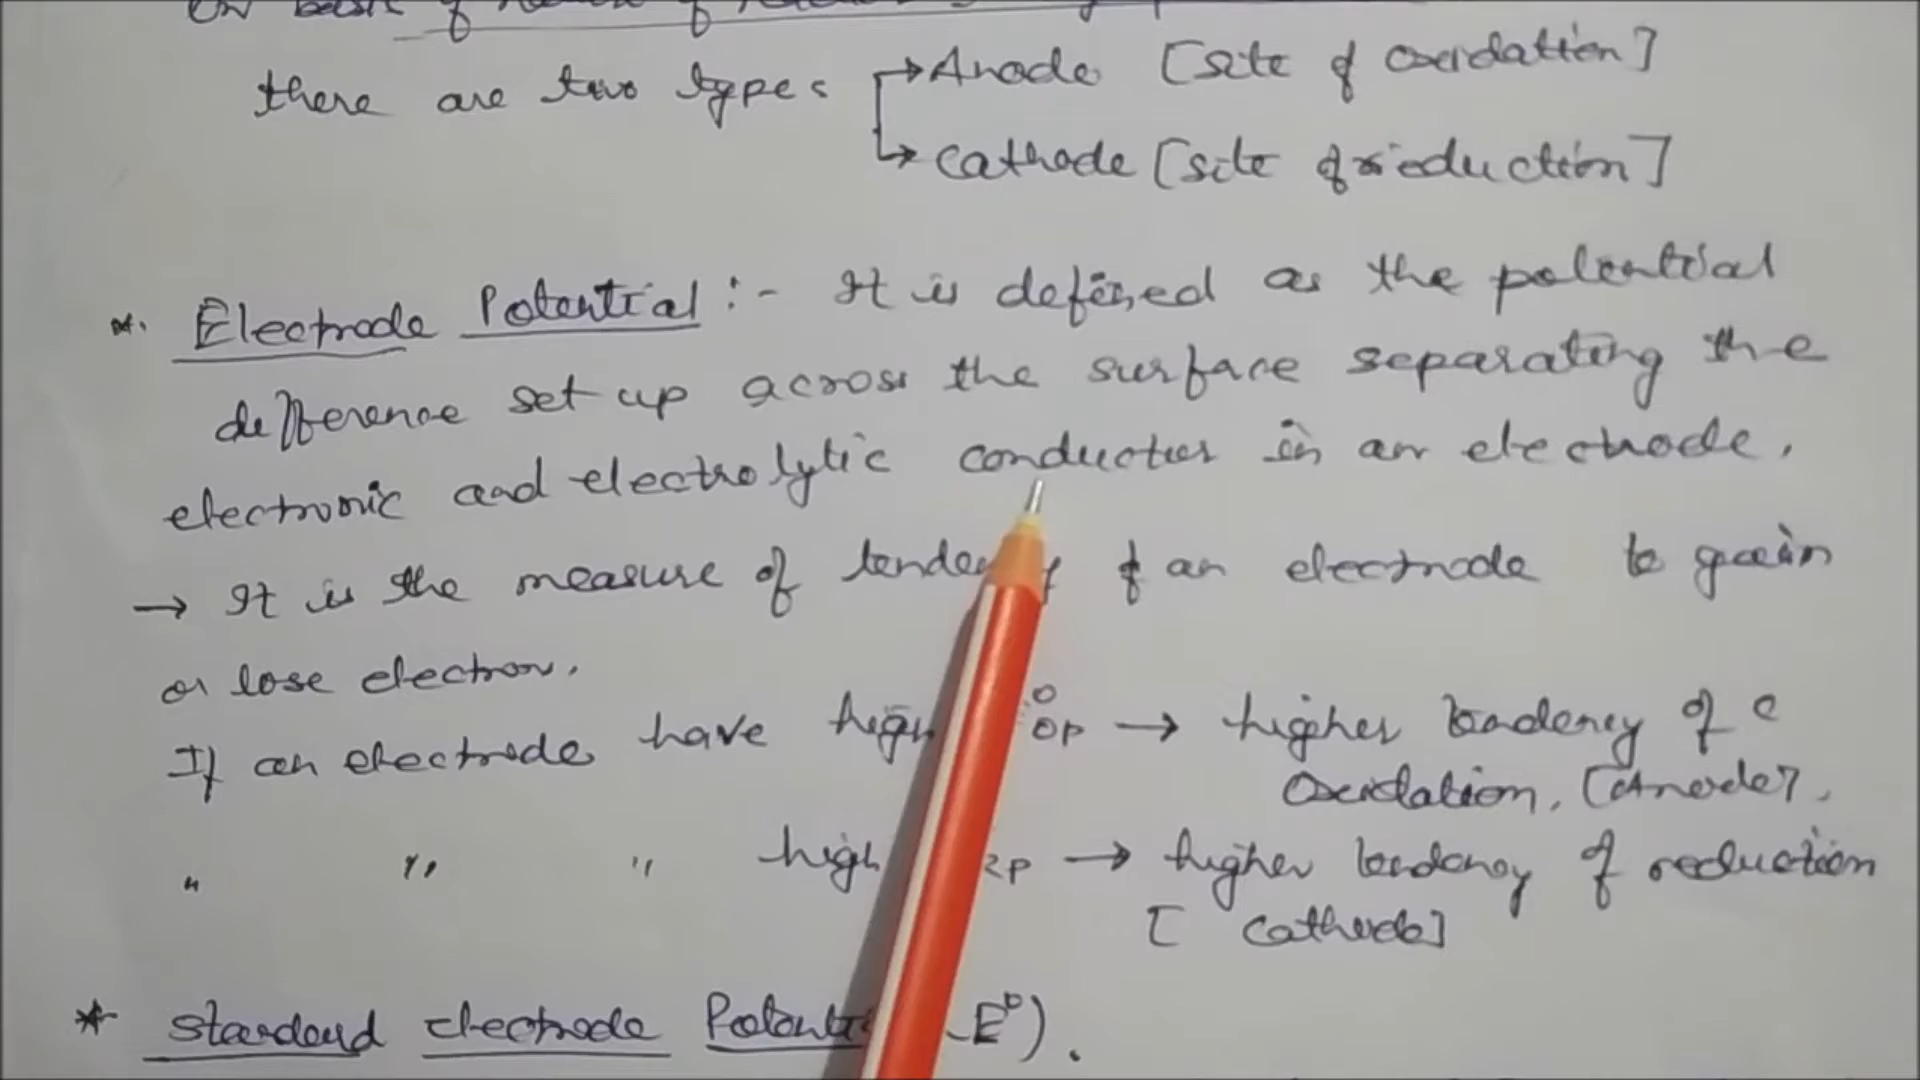 there are two types → Anode [site of oxidation]
→ cathode [site of reduction]
*. Electrode Potential :- It is defined as the potential
difference set up across the surface separating the
electronic and electrolytic conductor in an electrode.
→ It is the measure of of an electrode to gain
or lose electron.
If an electrode have op → higher tendency of e
Oxidation, [Anode],
" " " → higher tendency of reduction
[ Cathode]
* Standard electrode E⁰).